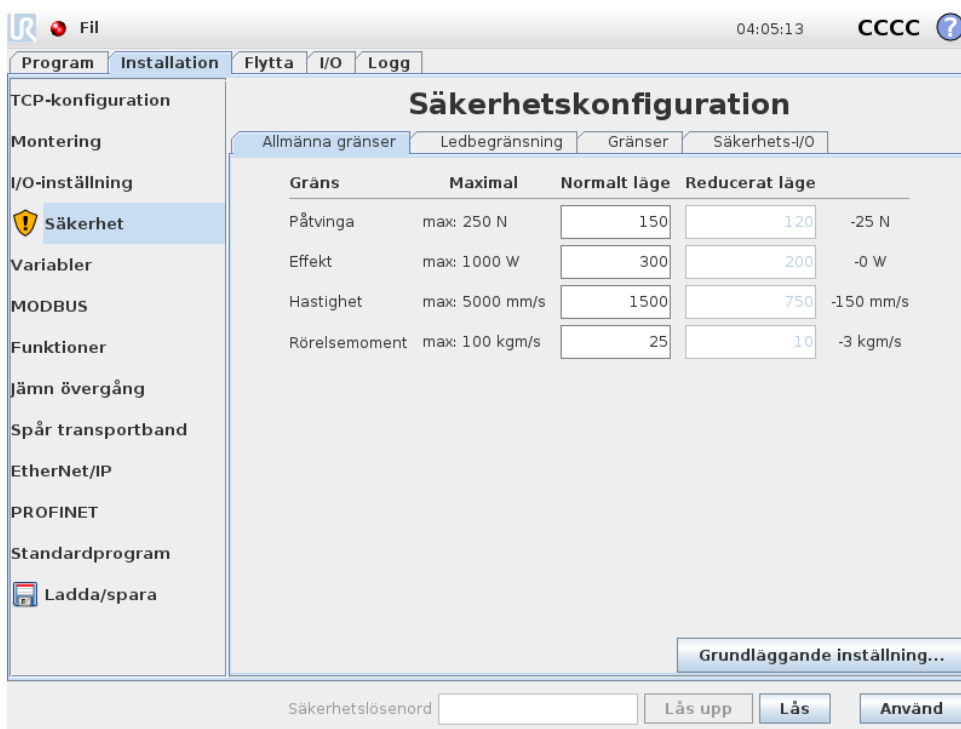 UR Fil 04:05:13 CCCC ?
Program Installation Flytta I/O Logg
TCP-konfiguration
Montering
I/O-inställning
Säkerhet
Variabler
MODBUS
Funktioner
Jämn övergång
Spår transportband
EtherNet/IP
PROFINET
Standardprogram
Ladda/spara
Säkerhetskonfiguration
Allmänna gränser Ledbegränsning Gränser Säkerhets-I/O
Gräns Maximal Normalt läge Reducerat läge
Påtvinga max: 250 N 150 120 -25 N
Effekt max: 1000 W 300 200 -0 W
Hastighet max: 5000 mm/s 1500 750 -150 mm/s
Rörelsemoment max: 100 kgm/s 25 10 -3 kgm/s
Grundläggande inställning...
Säkerhetslösenord Lås upp Lås Använd